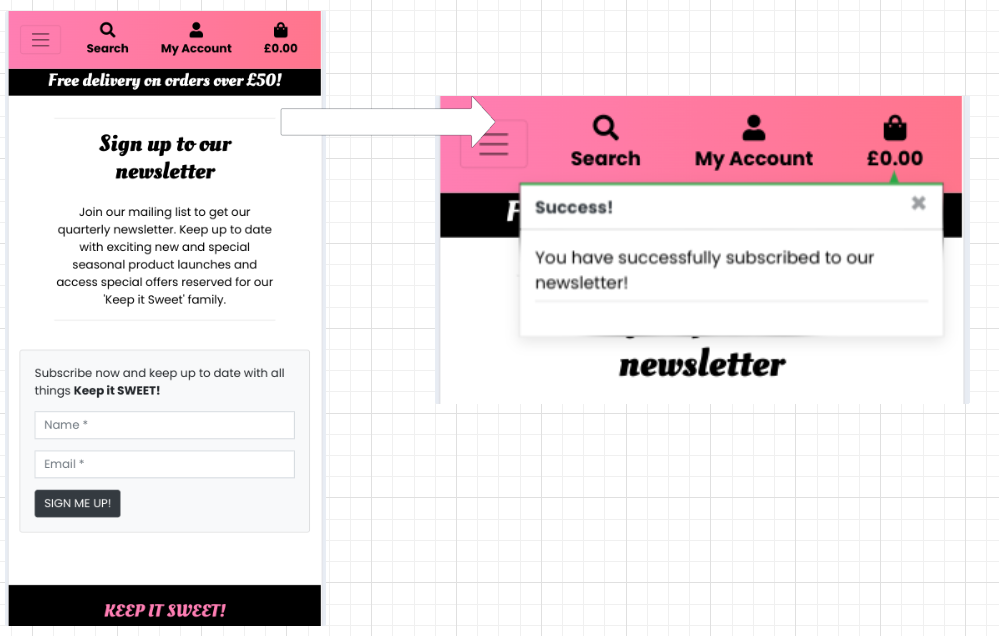 Search My Account £0.00
Free delivery on orders over £50!
Sign up to our
newsletter
Join our mailing list to get our
quarterly newsletter. Keep up to date
with exciting new and special
seasonal product launches and
access special offers reserved for our
'Keep it Sweet' family.
Subscribe now and keep up to date with all
things Keep it SWEET!
Name *
Email *
SIGN ME UP!
KEEP IT SWEET!
Search My Account £0.00
F
Success!
You have successfully subscribed to our
newsletter!
newsletter